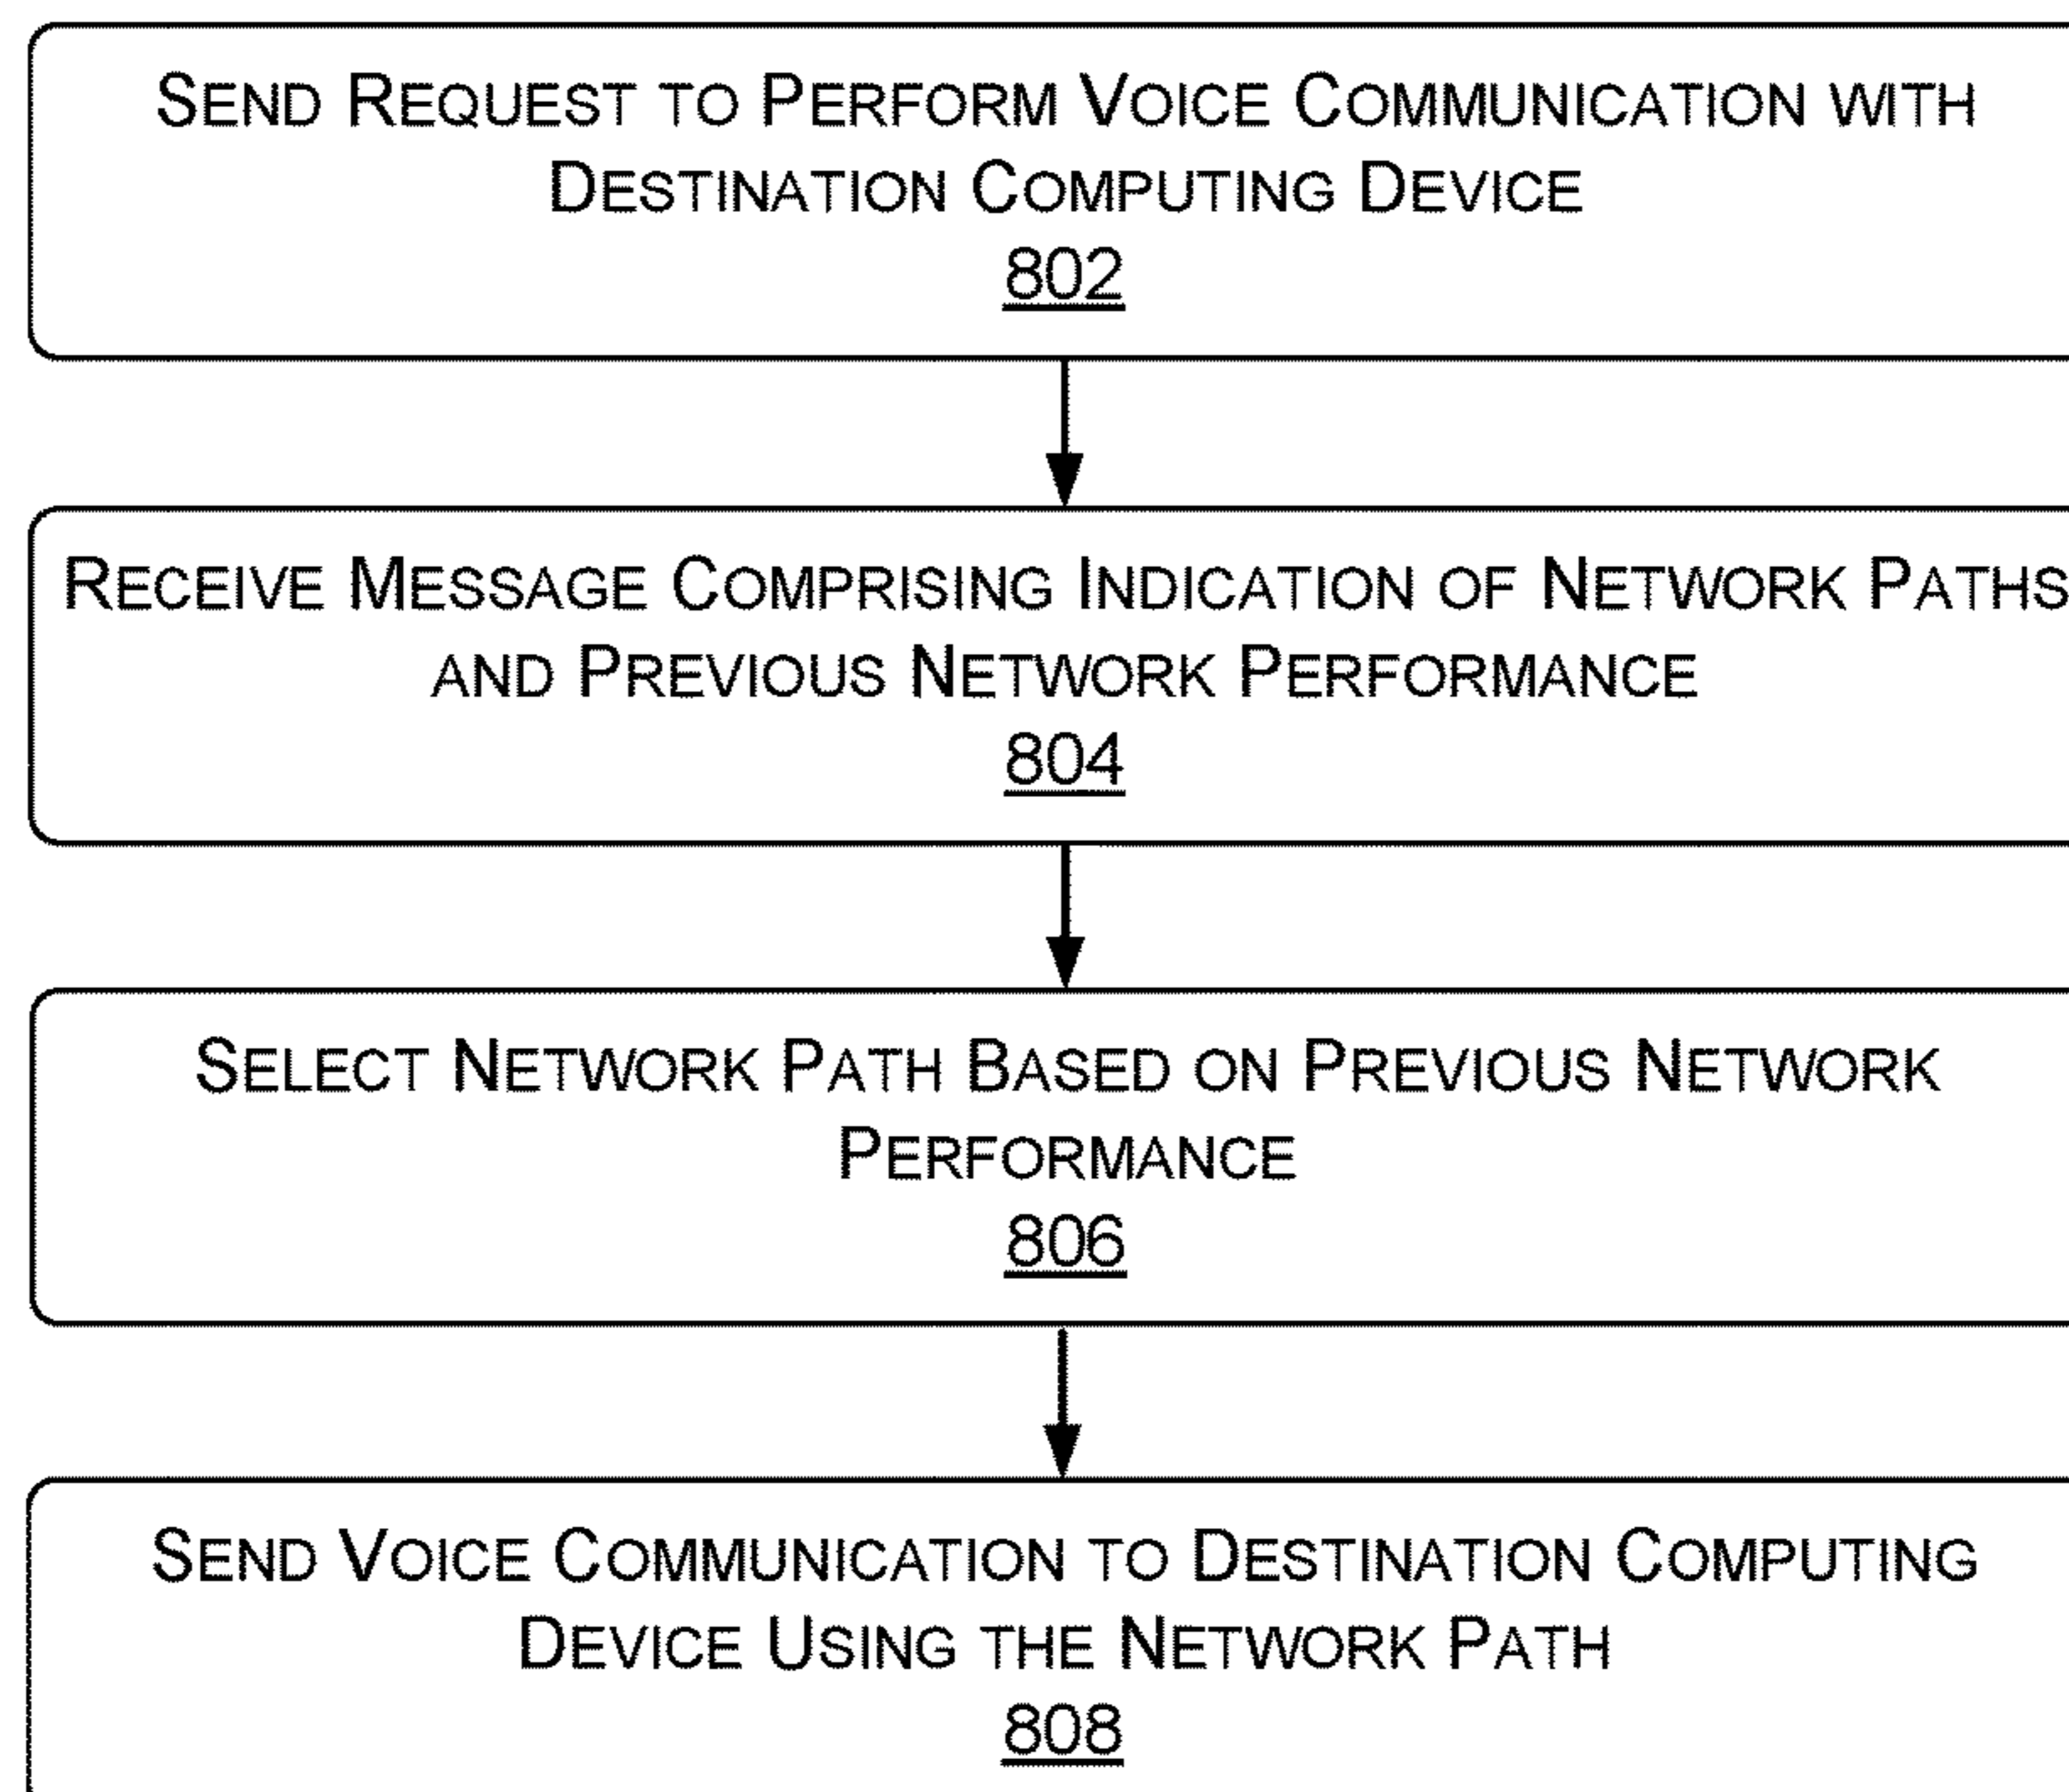 SEND REQUEST TO PERFORM VOICE COMMUNICATION WITH
DESTINATION COMPUTING DEVICE
802
RECEIVE MESSAGE COMPRISING INDICATION OF NETWORK PATHS
AND PREVIOUS NETWORK PERFORMANCE
804
SELECT NETWORK PATH BASED ON PREVIOUS NETWORK
PERFORMANCE
806
SEND VOICE COMMUNICATION TO DESTINATION COMPUTING
DEVICE USING THE NETWORK PATH
808